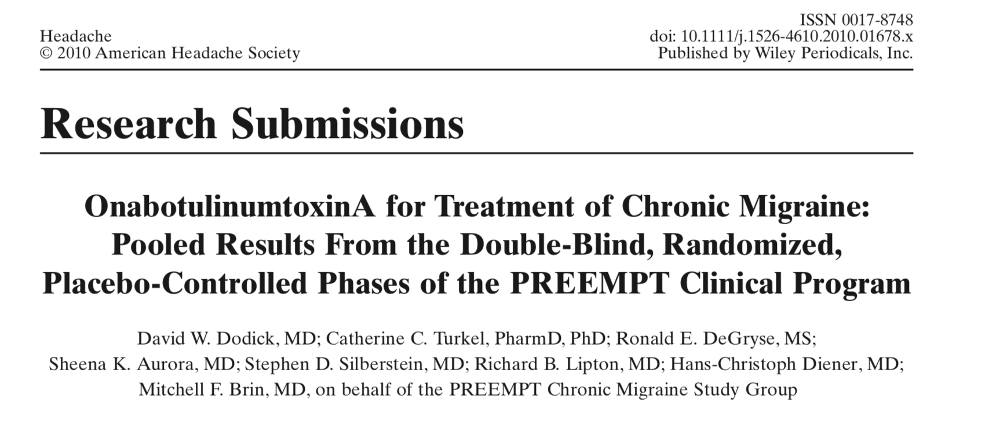 ISSN 0017-8748
Headache
doi: 10.1111/j.1526-4610.2010.01678.x
© 2010 American Headache Society
Published by Wiley Periodicals, Inc.
Research Submissions
OnabotulinumtoxinA for Treatment of Chronic Migraine:
Pooled Results From the Double-Blind, Randomized,
Placebo-Controlled Phases of the PREEMPT Clinical Program
David W. Dodick, MD; Catherine C. Turkel, PharmD, PhD; Ronald E. DeGryse, MS;
Sheena K. Aurora, MD; Stephen D. Silberstein, MD; Richard B. Lipton, MD; Hans-Christoph Diener, MD;
Mitchell F. Brin, MD, on behalf of the PREEMPT Chronic Migraine Study Group